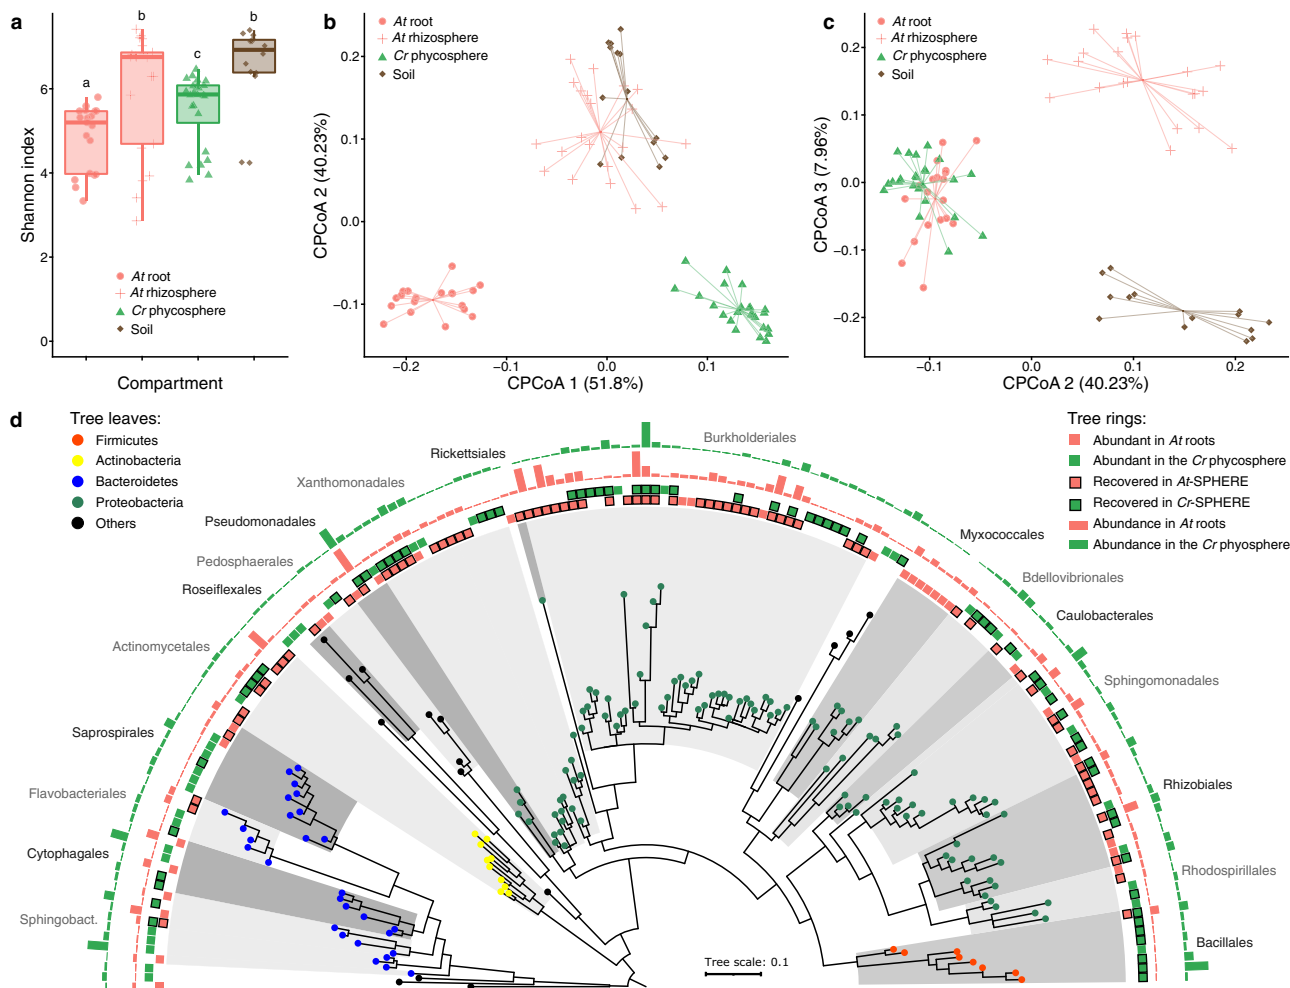 a
Shannon index
6
4
2
0
a
b
c
b
At root
At rhizosphere
Cr phycosphere
Soil
Compartment
b
At root
At rhizosphere
Cr phycosphere
Soil
CPCoA 2 (40.23%)
0.2
0.1
0.0
−0.1
−0.2
−0.1
0.0
0.1
CPCoA 1 (51.8%)
c
At root
At rhizosphere
Cr phycosphere
Soil
CPCoA 3 (7.96%)
0.2
0.1
0.0
−0.1
−0.2
−0.1
0.0
0.1
0.2
CPCoA 2 (40.23%)
d
Tree leaves:
Firmicutes
Actinobacteria
Bacteroidetes
Proteobacteria
Others
Tree rings:
Abundant in At roots
Abundant in the Cr phycosphere
Recovered in At-SPHERE
Recovered in Cr-SPHERE
Abundance in At roots
Abundance in the Cr phyosphere
Sphingobact.
Cytophagales
Flavobacteriales
Saprospirales
Actinomycetales
Roseiflexales
Pedosphaerales
Pseudomonadales
Xanthomonadales
Rickettsiales
Burkholderiales
Myxococcales
Bdellovibrionales
Caulobacterales
Sphingomonadales
Rhizobiales
Rhodospirillales
Bacillales
Tree scale: 0.1